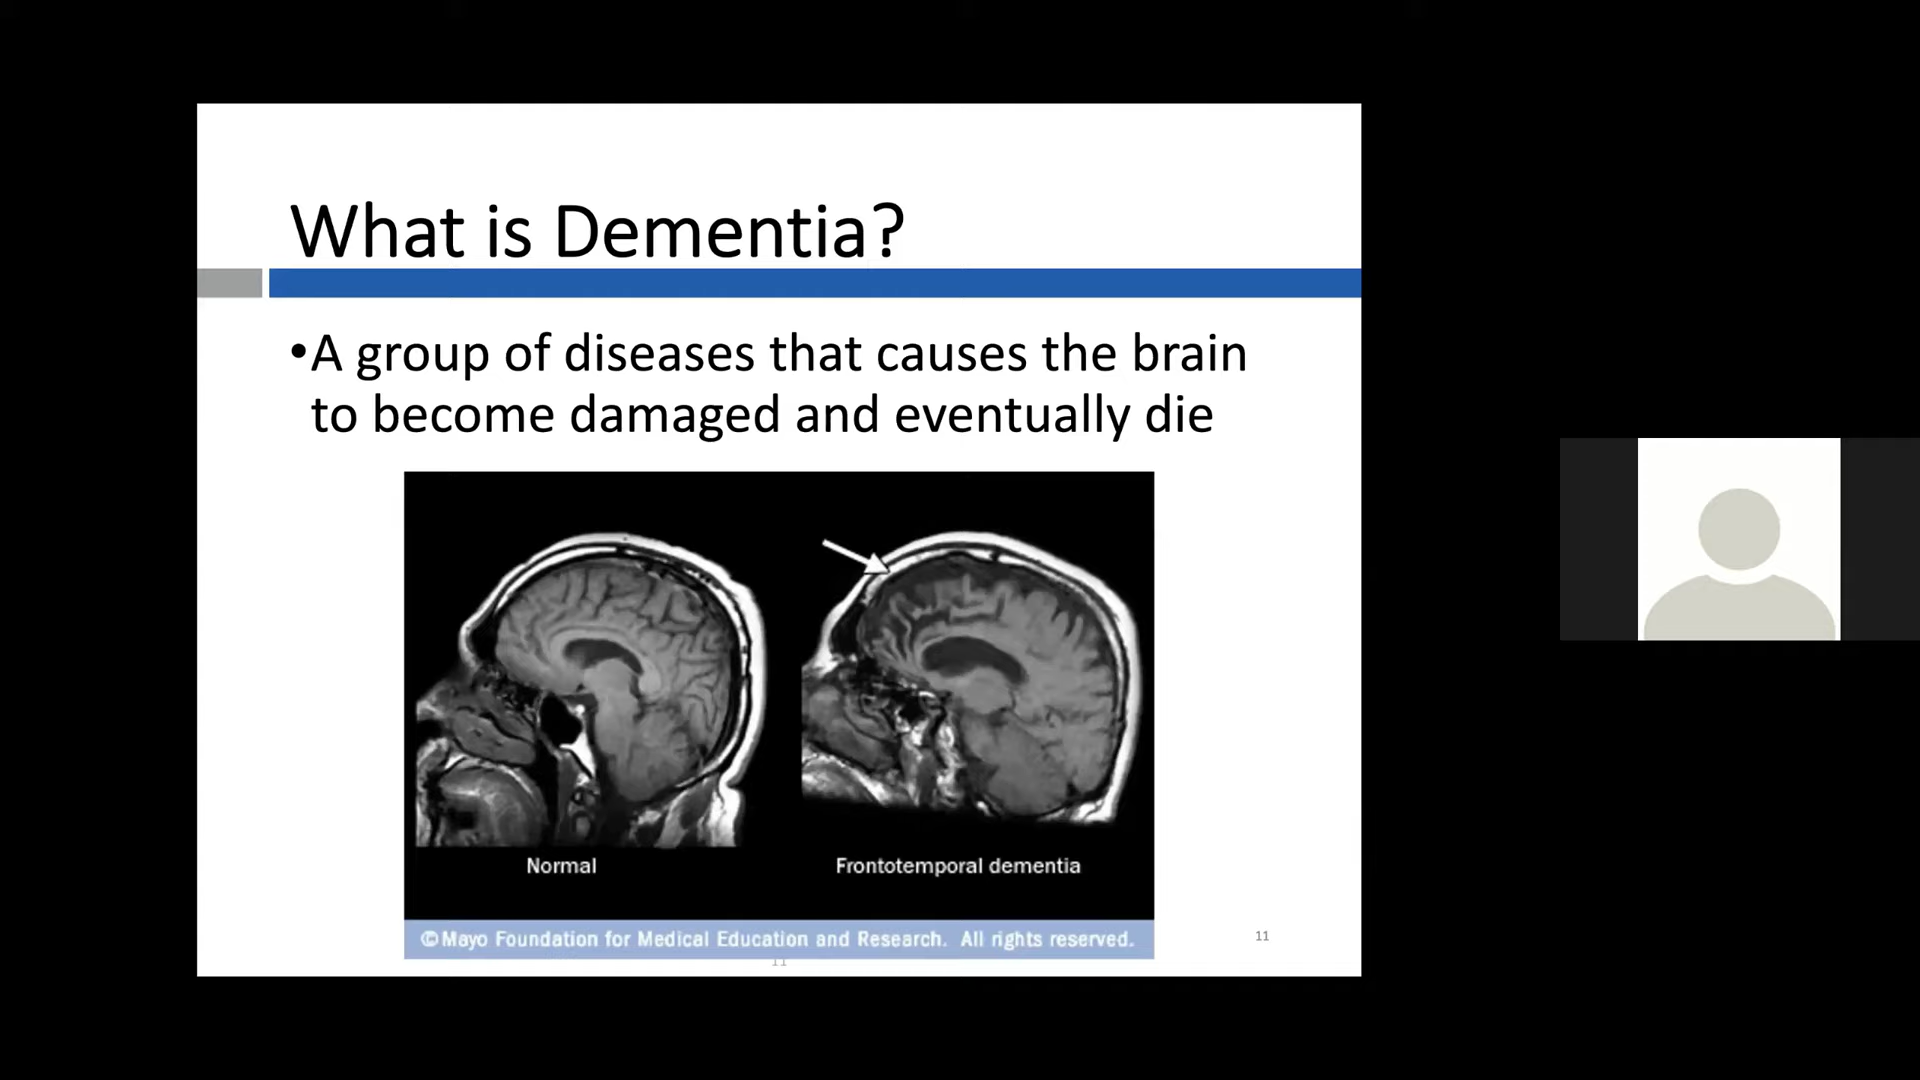 What is Dementia?
•A group of diseases that causes the brain
to become damaged and eventually die
Normal
Frontotemporal dementia
©Mayo Foundation for Medical Education and Research. All rights reserved.
11
11